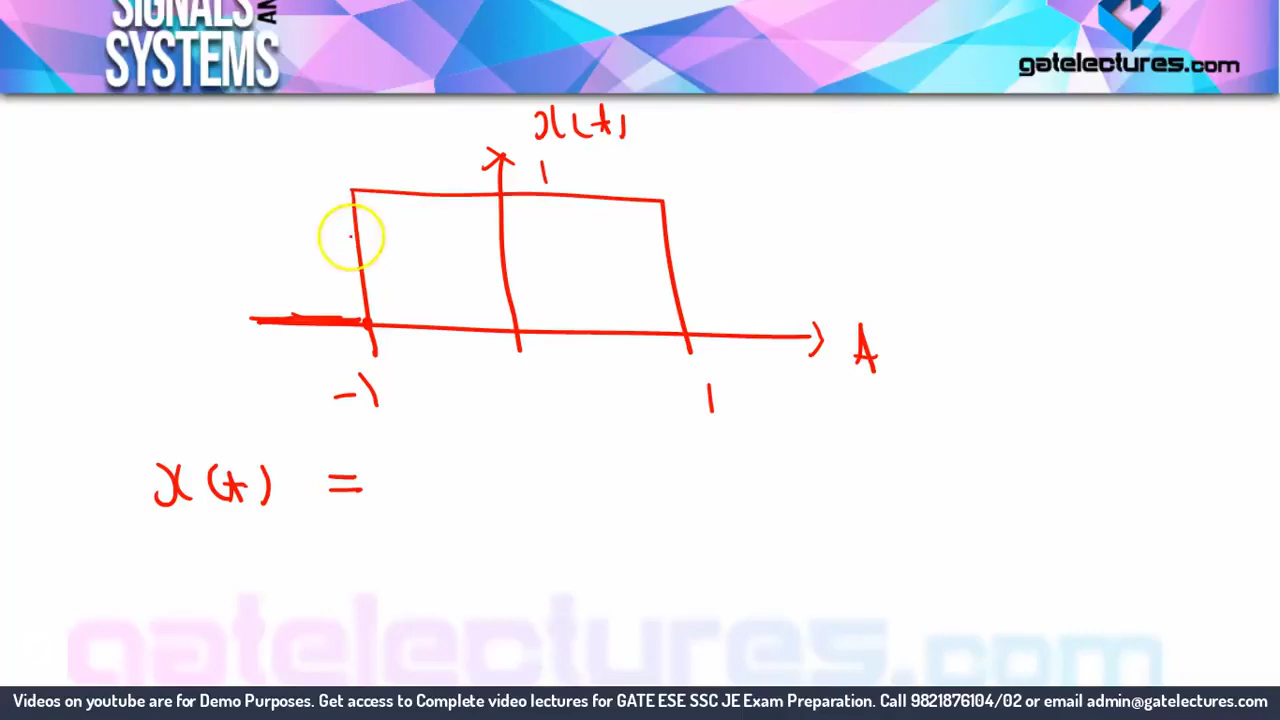 SIGNALS AND
SYSTEMS
gatelectures.com
x(t)
1
t
-1
1
x(t) =
gatelectures.com
Videos on youtube are for Demo Purposes. Get access to Complete video lectures for GATE ESE SSC JE Exam Preparation. Call 9821876104/02 or email admin@gatelectures.com